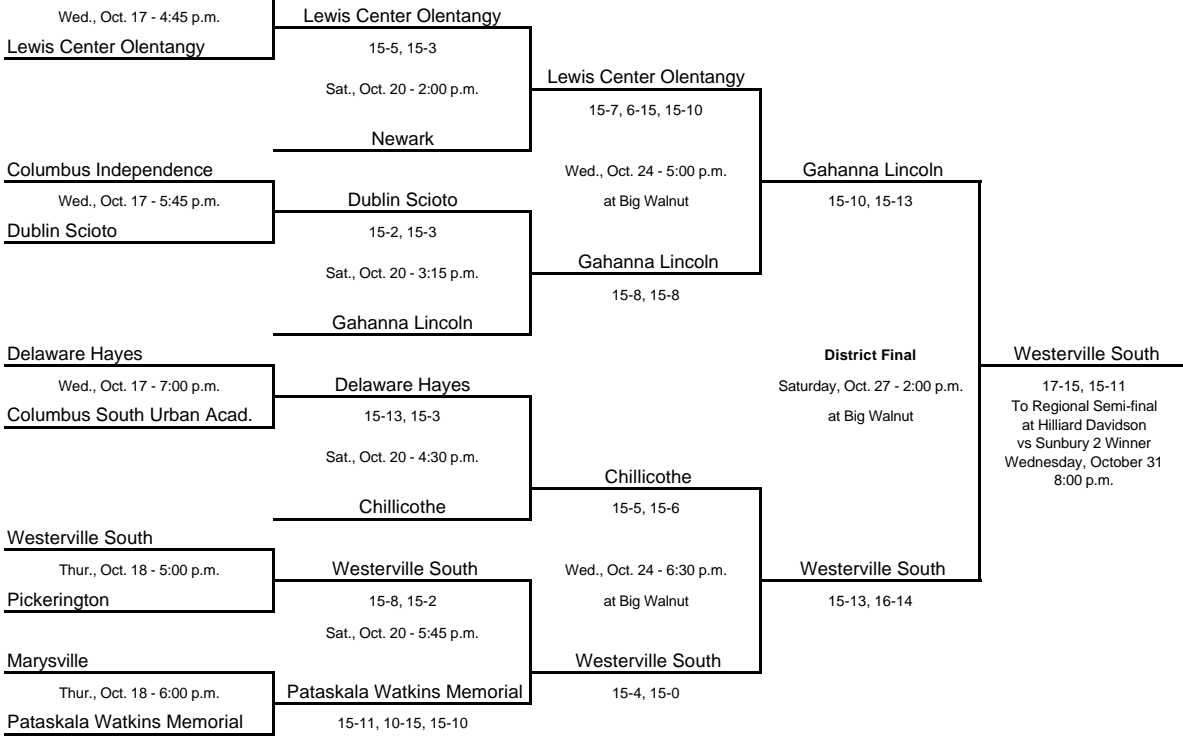 Wed., Oct. 17 - 4:45 p.m.
Lewis Center Olentangy
Lewis Center Olentangy
15-5, 15-3
Sat., Oct. 20 - 2:00 p.m.
Lewis Center Olentangy
15-7, 6-15, 15-10
Newark
Columbus Independence
Wed., Oct. 17 - 5:45 p.m.
Dublin Scioto
Dublin Scioto
15-2, 15-3
Sat., Oct. 20 - 3:15 p.m.
Gahanna Lincoln
Wed., Oct. 24 - 5:00 p.m.
at Big Walnut
Gahanna Lincoln
15-8, 15-8
Gahanna Lincoln
15-10, 15-13
Delaware Hayes
Wed., Oct. 17 - 7:00 p.m.
Columbus South Urban Acad.
Delaware Hayes
15-13, 15-3
Sat., Oct. 20 - 4:30 p.m.
Chillicothe
Chillicothe
15-5, 15-6
District Final
Saturday, Oct. 27 - 2:00 p.m.
at Big Walnut
Westerville South
17-15, 15-11
To Regional Semi-final
at Hilliard Davidson
vs Sunbury 2 Winner
Wednesday, October 31
8:00 p.m.
Westerville South
Thur., Oct. 18 - 5:00 p.m.
Pickerington
Westerville South
15-8, 15-2
Sat., Oct. 20 - 5:45 p.m.
Wed., Oct. 24 - 6:30 p.m.
at Big Walnut
Westerville South
15-13, 16-14
Marysville
Thur., Oct. 18 - 6:00 p.m.
Pataskala Watkins Memorial
Pataskala Watkins Memorial
15-11, 10-15, 15-10
Westerville South
15-4, 15-0